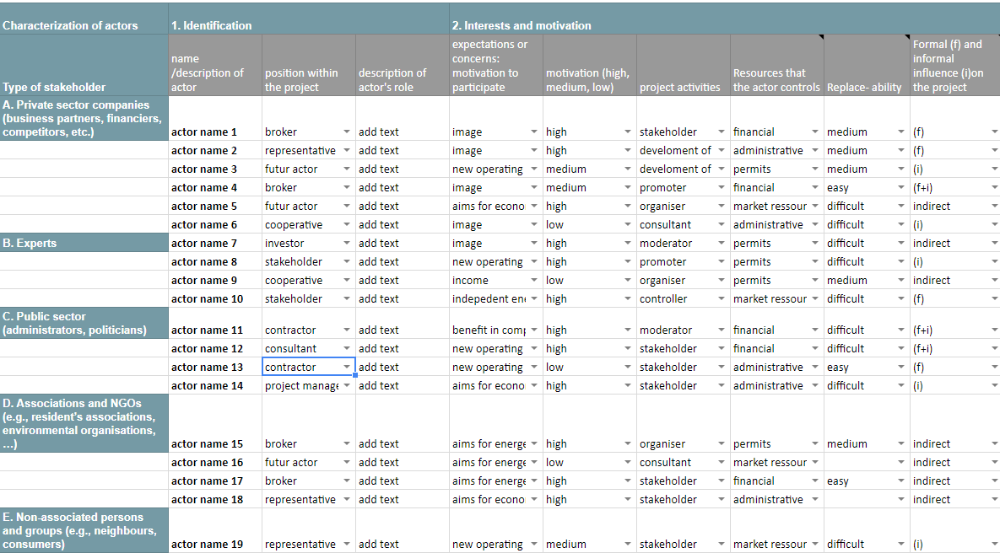 Characterization of actors 1. Identification 2. Interests and motivation
Type of stakeholder
name
/description of
actor
position within
the project
description of
actor's role
expectations or
concerns:
motivation to
participate
motivation (high,
medium, low)
project activities
Resources that
the actor controls
Replace- ability
Formal (f) and
informal
influence (i)on
the project
A. Private sector companies
(business partners, financiers,
competitors, etc.)
actor name 1 broker add text image high stakeholder financial medium (f)
actor name 2 representative add text image high develoment of administrative medium (f)
actor name 3 futur actor add text new operating medium develoment of permits medium (i)
actor name 4 broker add text image medium promoter financial easy (f+i)
actor name 5 futur actor add text aims for econo high organiser market ressour difficult indirect
actor name 6 cooperative add text image low consultant administrative difficult (i)
B. Experts actor name 7 investor add text image high moderator permits difficult indirect
actor name 8 stakeholder add text new operating high promoter permits difficult (i)
actor name 9 cooperative add text income low organiser permits medium indirect
actor name 10 stakeholder add text indepedent en high controller market ressour difficult (f)
C. Public sector
(administrators, politicians)
actor name 11 contractor add text benefit in comp high moderator financial difficult (f+i)
actor name 12 consultant add text new operating high stakeholder financial difficult (f+i)
actor name 13 contractor add text new operating low stakeholder administrative easy (f)
actor name 14 project manage add text aims for econo high stakeholder administrative difficult (i)
D. Associations and NGOs
(e.g., resident's associations,
environmental organisations,
...)
actor name 15 broker add text aims for energe high organiser permits medium indirect
actor name 16 futur actor add text aims for energe low consultant market ressour indirect
actor name 17 broker add text aims for energe high stakeholder financial easy indirect
actor name 18 representative add text aims for econo high stakeholder administrative indirect
E. Non-associated persons
and groups (e.g., neighbours,
consumers)
actor name 19 representative add text new operating medium stakeholder market ressour difficult (i)